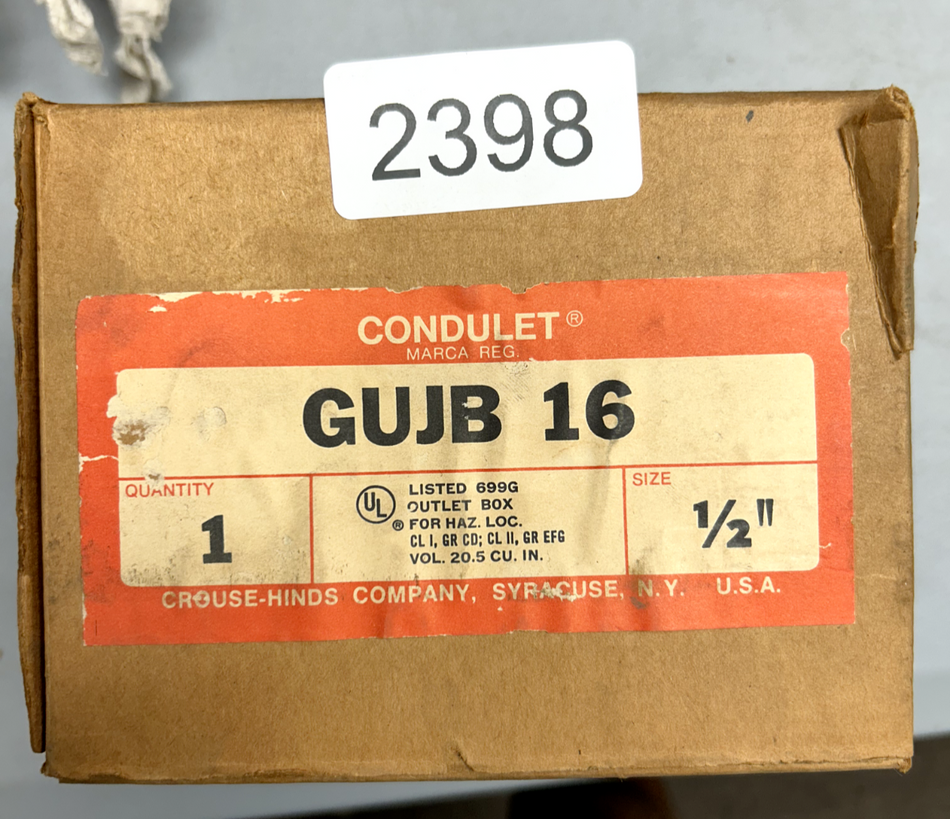 2398
CONDULET®
MARCA REG.
GUJB 16
QUANTITY
1
UL®
LISTED 699G
OUTLET BOX
FOR HAZ. LOC.
CL I, GR CD; CL II, GR EFG
VOL. 20.5 CU. IN.
SIZE
½"
CROUSE-HINDS COMPANY, SYRACUSE, N.Y. U.S.A.